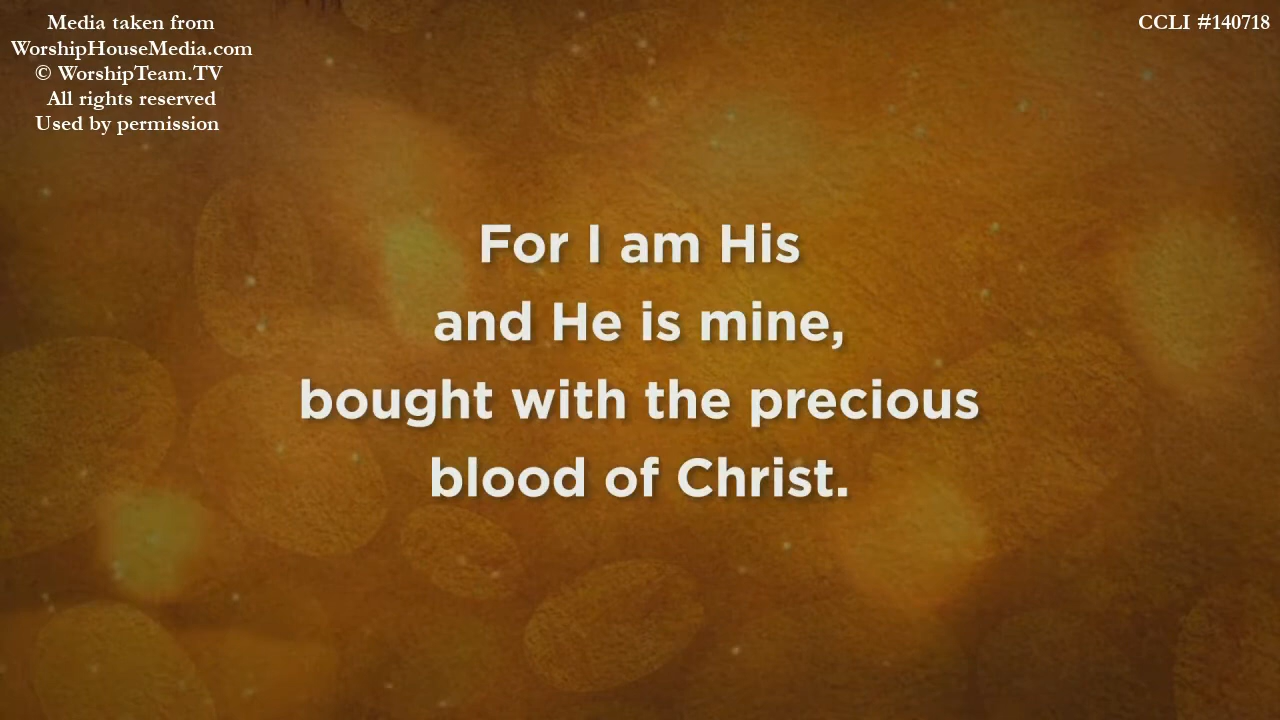 Media taken from
WorshipHouseMedia.com
© WorshipTeam.TV
All rights reserved
Used by permission
CCLI #140718
For I am His
and He is mine,
bought with the precious
blood of Christ.